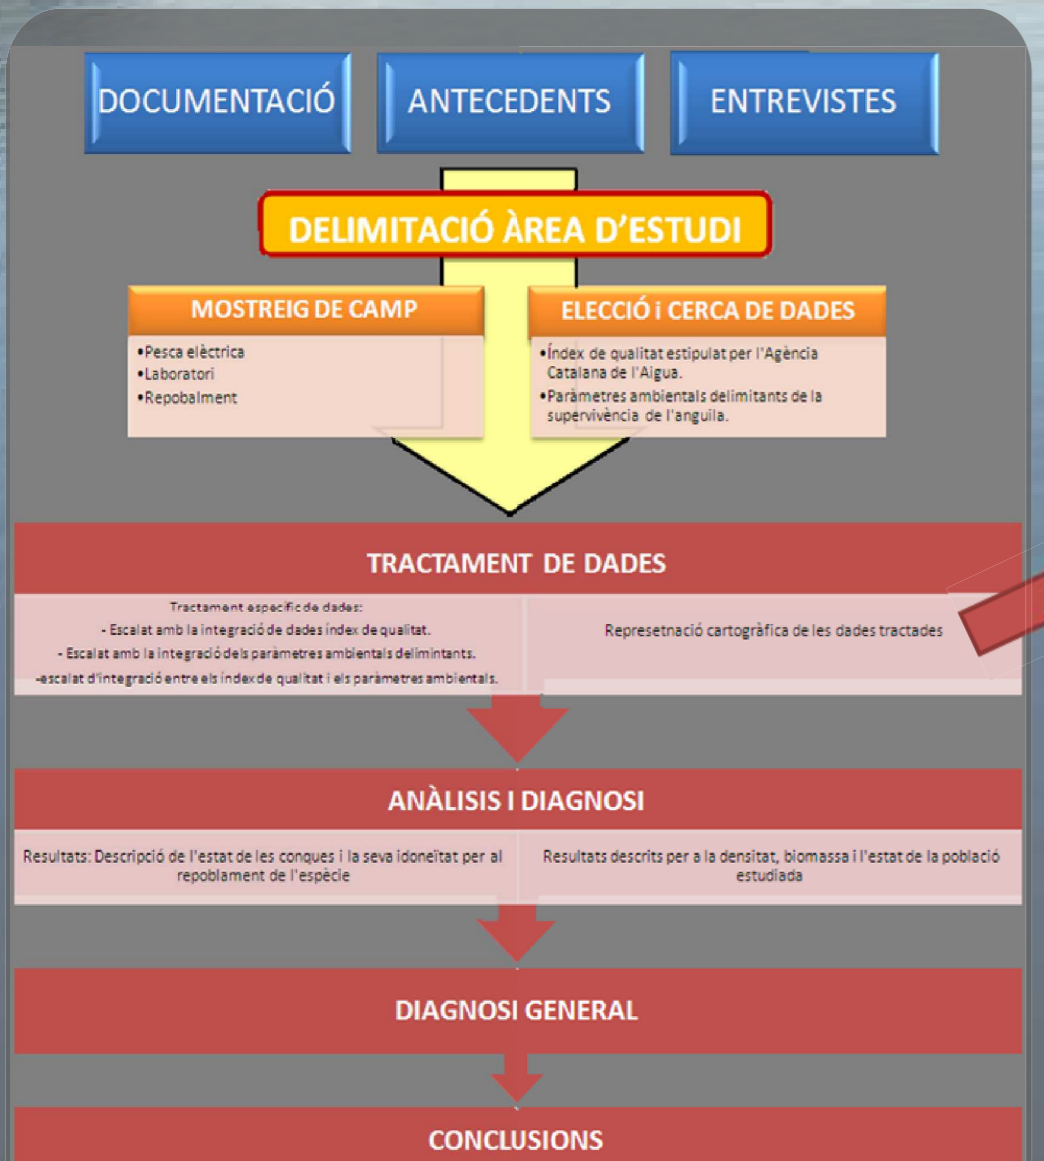 DOCUMENTACIÓ
ANTECEDENTS
ENTREVISTES
DELIMITACIÓ ÀREA D'ESTUDI
MOSTREIG DE CAMP
•Pesca elèctrica
•Laboratori
•Repobalment
ELECCIÓ i CERCA DE DADES
•Índex de qualitat estipulat per l'Agència
Catalana de l'Aigua.
•Paràmetres ambientals delimitants de la
supervivència de l'anguila.
TRACTAMENT DE DADES
Tractament específic de dades:
- Escalat amb la integració de dades índex de qualitat.
- Escalat amb la integració dels paràmetres ambientals delimintants.
-escalat d'integració entre els índex de qualitat i els paràmetres ambientals.
Represetnació cartogràfica de les dades tractades
ANÀLISIS I DIAGNOSI
Resultats: Descripció de l'estat de les conques i la seva idoneïtat per al
repoblament de l'espècie
Resultats descrits per a la densitat, biomassa i l'estat de la població
estudiada
DIAGNOSI GENERAL
CONCLUSIONS